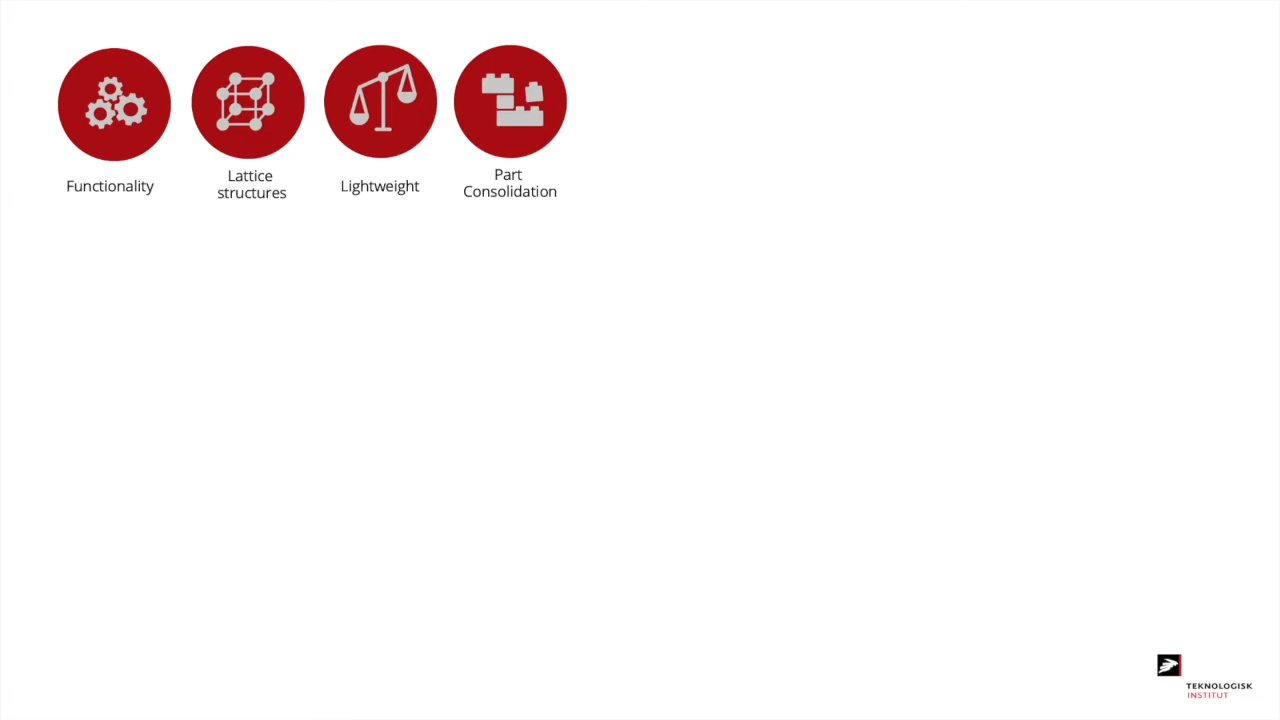 Functionality
Lattice
structures
Lightweight
Part
Consolidation
TEKNOLOGISK
INSTITUT